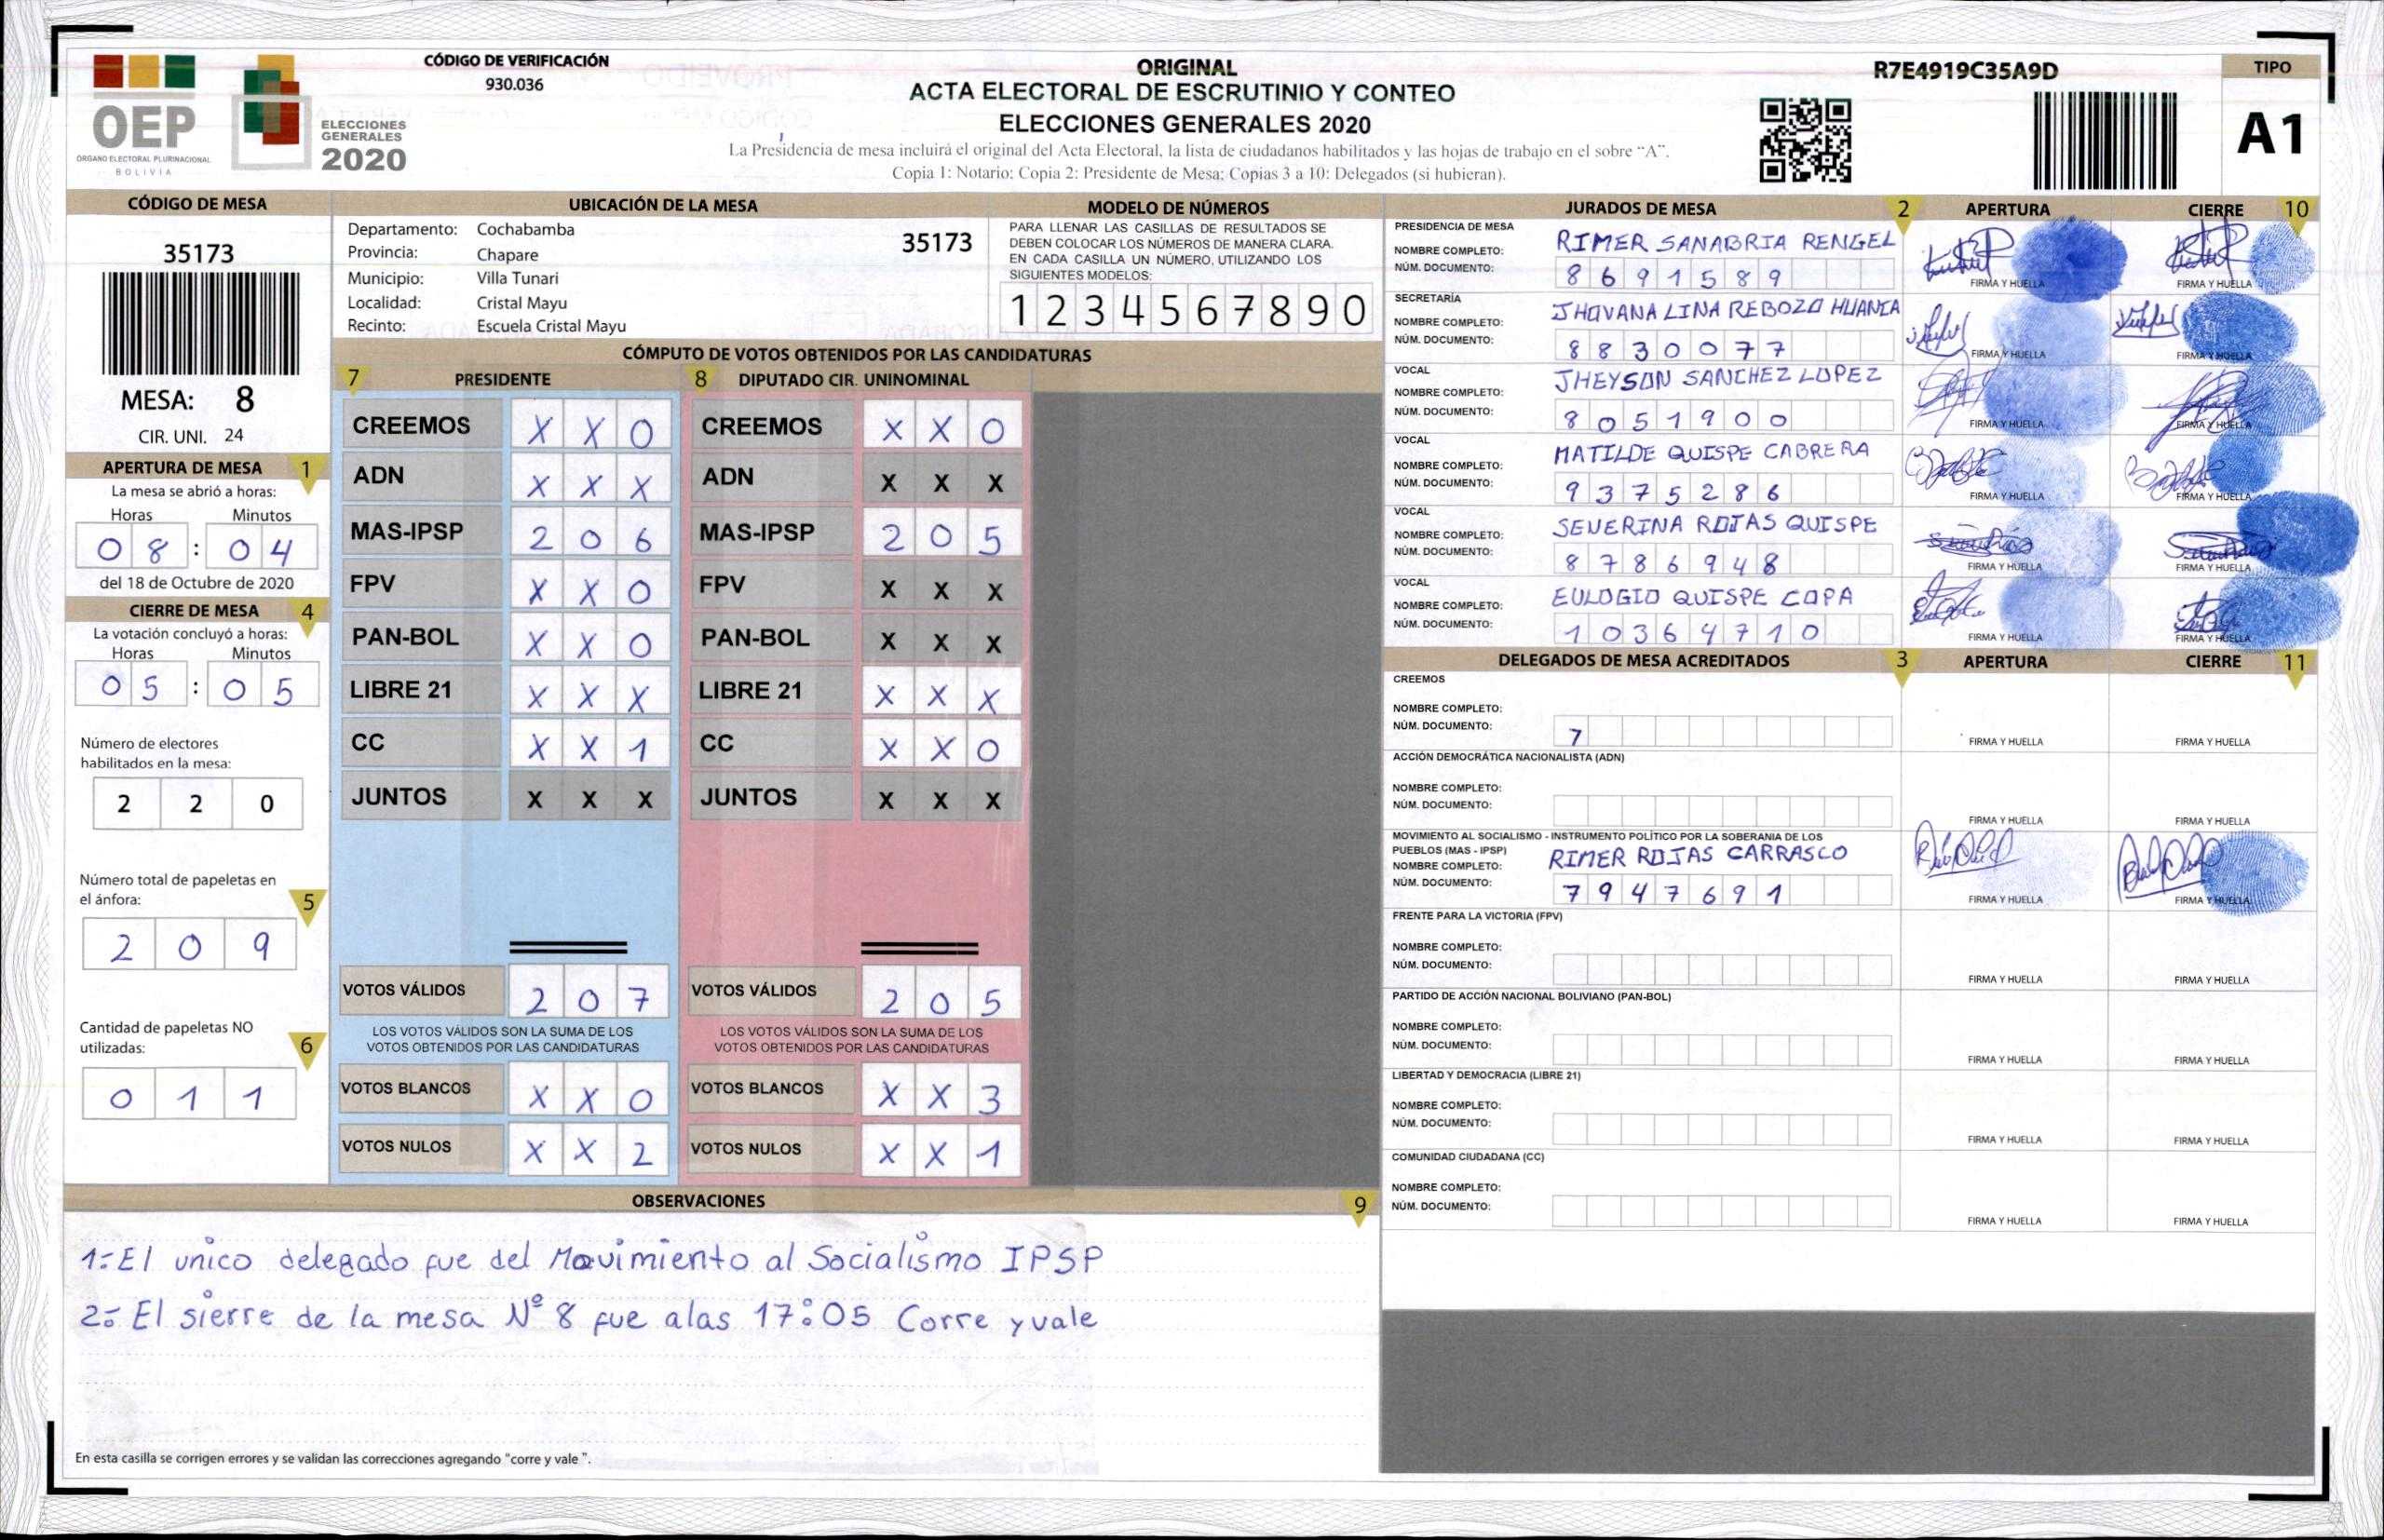 CÓDIGO DE VERIFICACIÓN
930.036
OEP
ÓRGANO ELECTORAL PLURINACIONAL
BOLIVIA
ELECCIONES
GENERALES
2020
ORIGINAL
ACTA ELECTORAL DE ESCRUTINIO Y CONTEO
ELECCIONES GENERALES 2020
La Presidencia de mesa incluirá el original del Acta Electoral, la lista de ciudadanos habilitados y las hojas de trabajo en el sobre “A”.
Copia 1: Notario; Copia 2: Presidente de Mesa; Copias 3 a 10: Delegados (si hubieran).
R7E4919C35A9D
TIPO
A1
CÓDIGO DE MESA
35173
MESA: 8
CIR. UNI. 24
APERTURA DE MESA 1
La mesa se abrió a horas:
Horas Minutos
08 : 04
del 18 de Octubre de 2020
CIERRE DE MESA 4
La votación concluyó a horas:
Horas Minutos
05 : 05
Número de electores
habilitados en la mesa:
2 2 0
Número total de papeletas en
el ánfora: 5
2 0 9
Cantidad de papeletas NO
utilizadas: 6
0 1 1
UBICACIÓN DE LA MESA
Departamento: Cochabamba
Provincia: Chapare
Municipio: Villa Tunari
Localidad: Cristal Mayu
Recinto: Escuela Cristal Mayu
35173
MODELO DE NÚMEROS
PARA LLENAR LAS CASILLAS DE RESULTADOS SE
DEBEN COLOCAR LOS NÚMEROS DE MANERA CLARA.
EN CADA CASILLA UN NÚMERO, UTILIZANDO LOS
SIGUIENTES MODELOS:
1 2 3 4 5 6 7 8 9 0
CÓMPUTO DE VOTOS OBTENIDOS POR LAS CANDIDATURAS
7 PRESIDENTE 8 DIPUTADO CIR. UNINOMINAL
CREEMOS X X 0 CREEMOS X X 0
ADN X X X ADN X X X
MAS-IPSP 2 0 6 MAS-IPSP 2 0 5
FPV X X 0 FPV X X X
PAN-BOL X X 0 PAN-BOL X X X
LIBRE 21 X X X LIBRE 21 X X X
CC X X 1 CC X X 0
JUNTOS X X X JUNTOS X X X
VOTOS VÁLIDOS 2 0 7 VOTOS VÁLIDOS 2 0 5
LOS VOTOS VÁLIDOS SON LA SUMA DE LOS LOS VOTOS VÁLIDOS SON LA SUMA DE LOS
VOTOS OBTENIDOS POR LAS CANDIDATURAS VOTOS OBTENIDOS POR LAS CANDIDATURAS
VOTOS BLANCOS X X 0 VOTOS BLANCOS X X 3
VOTOS NULOS X X 2 VOTOS NULOS X X 1
OBSERVACIONES 9
1.- El unico delegado fue del Movimiento al Socialismo IPSP
2.- El sierre de la mesa Nº 8 fue alas 17:05 Corre y vale
En esta casilla se corrigen errores y se validan las correcciones agregando “corre y vale ”.
JURADOS DE MESA 2 APERTURA CIERRE 10
PRESIDENCIA DE MESA
NOMBRE COMPLETO: RIMER SANABRIA RENGEL
NÚM. DOCUMENTO: 8691589
FIRMA Y HUELLA FIRMA Y HUELLA
SECRETARÍA
NOMBRE COMPLETO: JHOVANA LINA REBOZO HUANCA
NÚM. DOCUMENTO: 8830077
FIRMA Y HUELLA FIRMA Y HUELLA
VOCAL
NOMBRE COMPLETO: JHEYSON SANCHEZ LOPEZ
NÚM. DOCUMENTO: 8051900
FIRMA Y HUELLA FIRMA Y HUELLA
VOCAL
NOMBRE COMPLETO: MATILDE QUISPE CABRERA
NÚM. DOCUMENTO: 9375286
FIRMA Y HUELLA FIRMA Y HUELLA
VOCAL
NOMBRE COMPLETO: SEVERINA ROJAS QUISPE
NÚM. DOCUMENTO: 8786948
FIRMA Y HUELLA FIRMA Y HUELLA
VOCAL
NOMBRE COMPLETO: EULOGIO QUISPE COPA
NÚM. DOCUMENTO: 10364710
FIRMA Y HUELLA FIRMA Y HUELLA
DELEGADOS DE MESA ACREDITADOS 3 APERTURA CIERRE 11
CREEMOS
NOMBRE COMPLETO:
NÚM. DOCUMENTO: 7
FIRMA Y HUELLA FIRMA Y HUELLA
ACCIÓN DEMOCRÁTICA NACIONALISTA (ADN)
NOMBRE COMPLETO:
NÚM. DOCUMENTO:
FIRMA Y HUELLA FIRMA Y HUELLA
MOVIMIENTO AL SOCIALISMO - INSTRUMENTO POLÍTICO POR LA SOBERANIA DE LOS
PUEBLOS (MAS - IPSP)
NOMBRE COMPLETO: RIMER ROJAS CARRASCO
NÚM. DOCUMENTO: 7947691
FIRMA Y HUELLA FIRMA Y HUELLA
FRENTE PARA LA VICTORIA (FPV)
NOMBRE COMPLETO:
NÚM. DOCUMENTO:
FIRMA Y HUELLA FIRMA Y HUELLA
PARTIDO DE ACCIÓN NACIONAL BOLIVIANO (PAN-BOL)
NOMBRE COMPLETO:
NÚM. DOCUMENTO:
FIRMA Y HUELLA FIRMA Y HUELLA
LIBERTAD Y DEMOCRACIA (LIBRE 21)
NOMBRE COMPLETO:
NÚM. DOCUMENTO:
FIRMA Y HUELLA FIRMA Y HUELLA
COMUNIDAD CIUDADANA (CC)
NOMBRE COMPLETO:
NÚM. DOCUMENTO:
FIRMA Y HUELLA FIRMA Y HUELLA